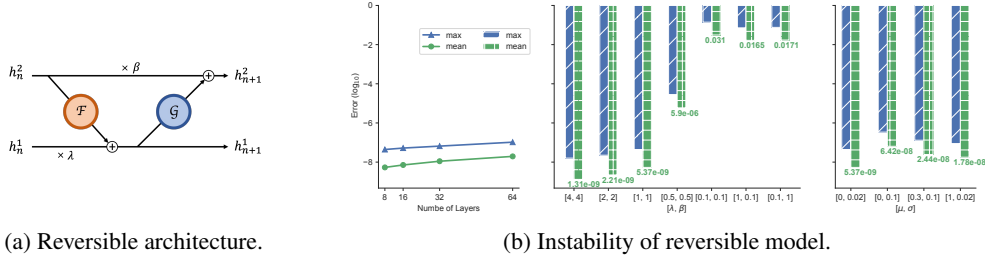 h_n^2
× β
h_{n+1}^2
F
G
h_n^1
× λ
h_{n+1}^1
(a) Reversible architecture.
Error (log10)
0
−2
−4
−6
−8
max
mean
max
mean
8
16
32
64
Numbe of Layers
1.31e-09
2.21e-09
5.37e-09
5.9e-06
0.031
0.0165
0.0171
[4, 4]
[2, 2]
[1, 1]
[0.5, 0.5]
[0.1, 0.1]
[1, 0.1]
[0.1, 1]
[λ, β]
5.37e-09
6.42e-08
2.44e-08
1.78e-08
[0, 0.02]
[0, 0.1]
[0.3, 0.1]
[1, 0.02]
[μ, σ]
(b) Instability of reversible model.